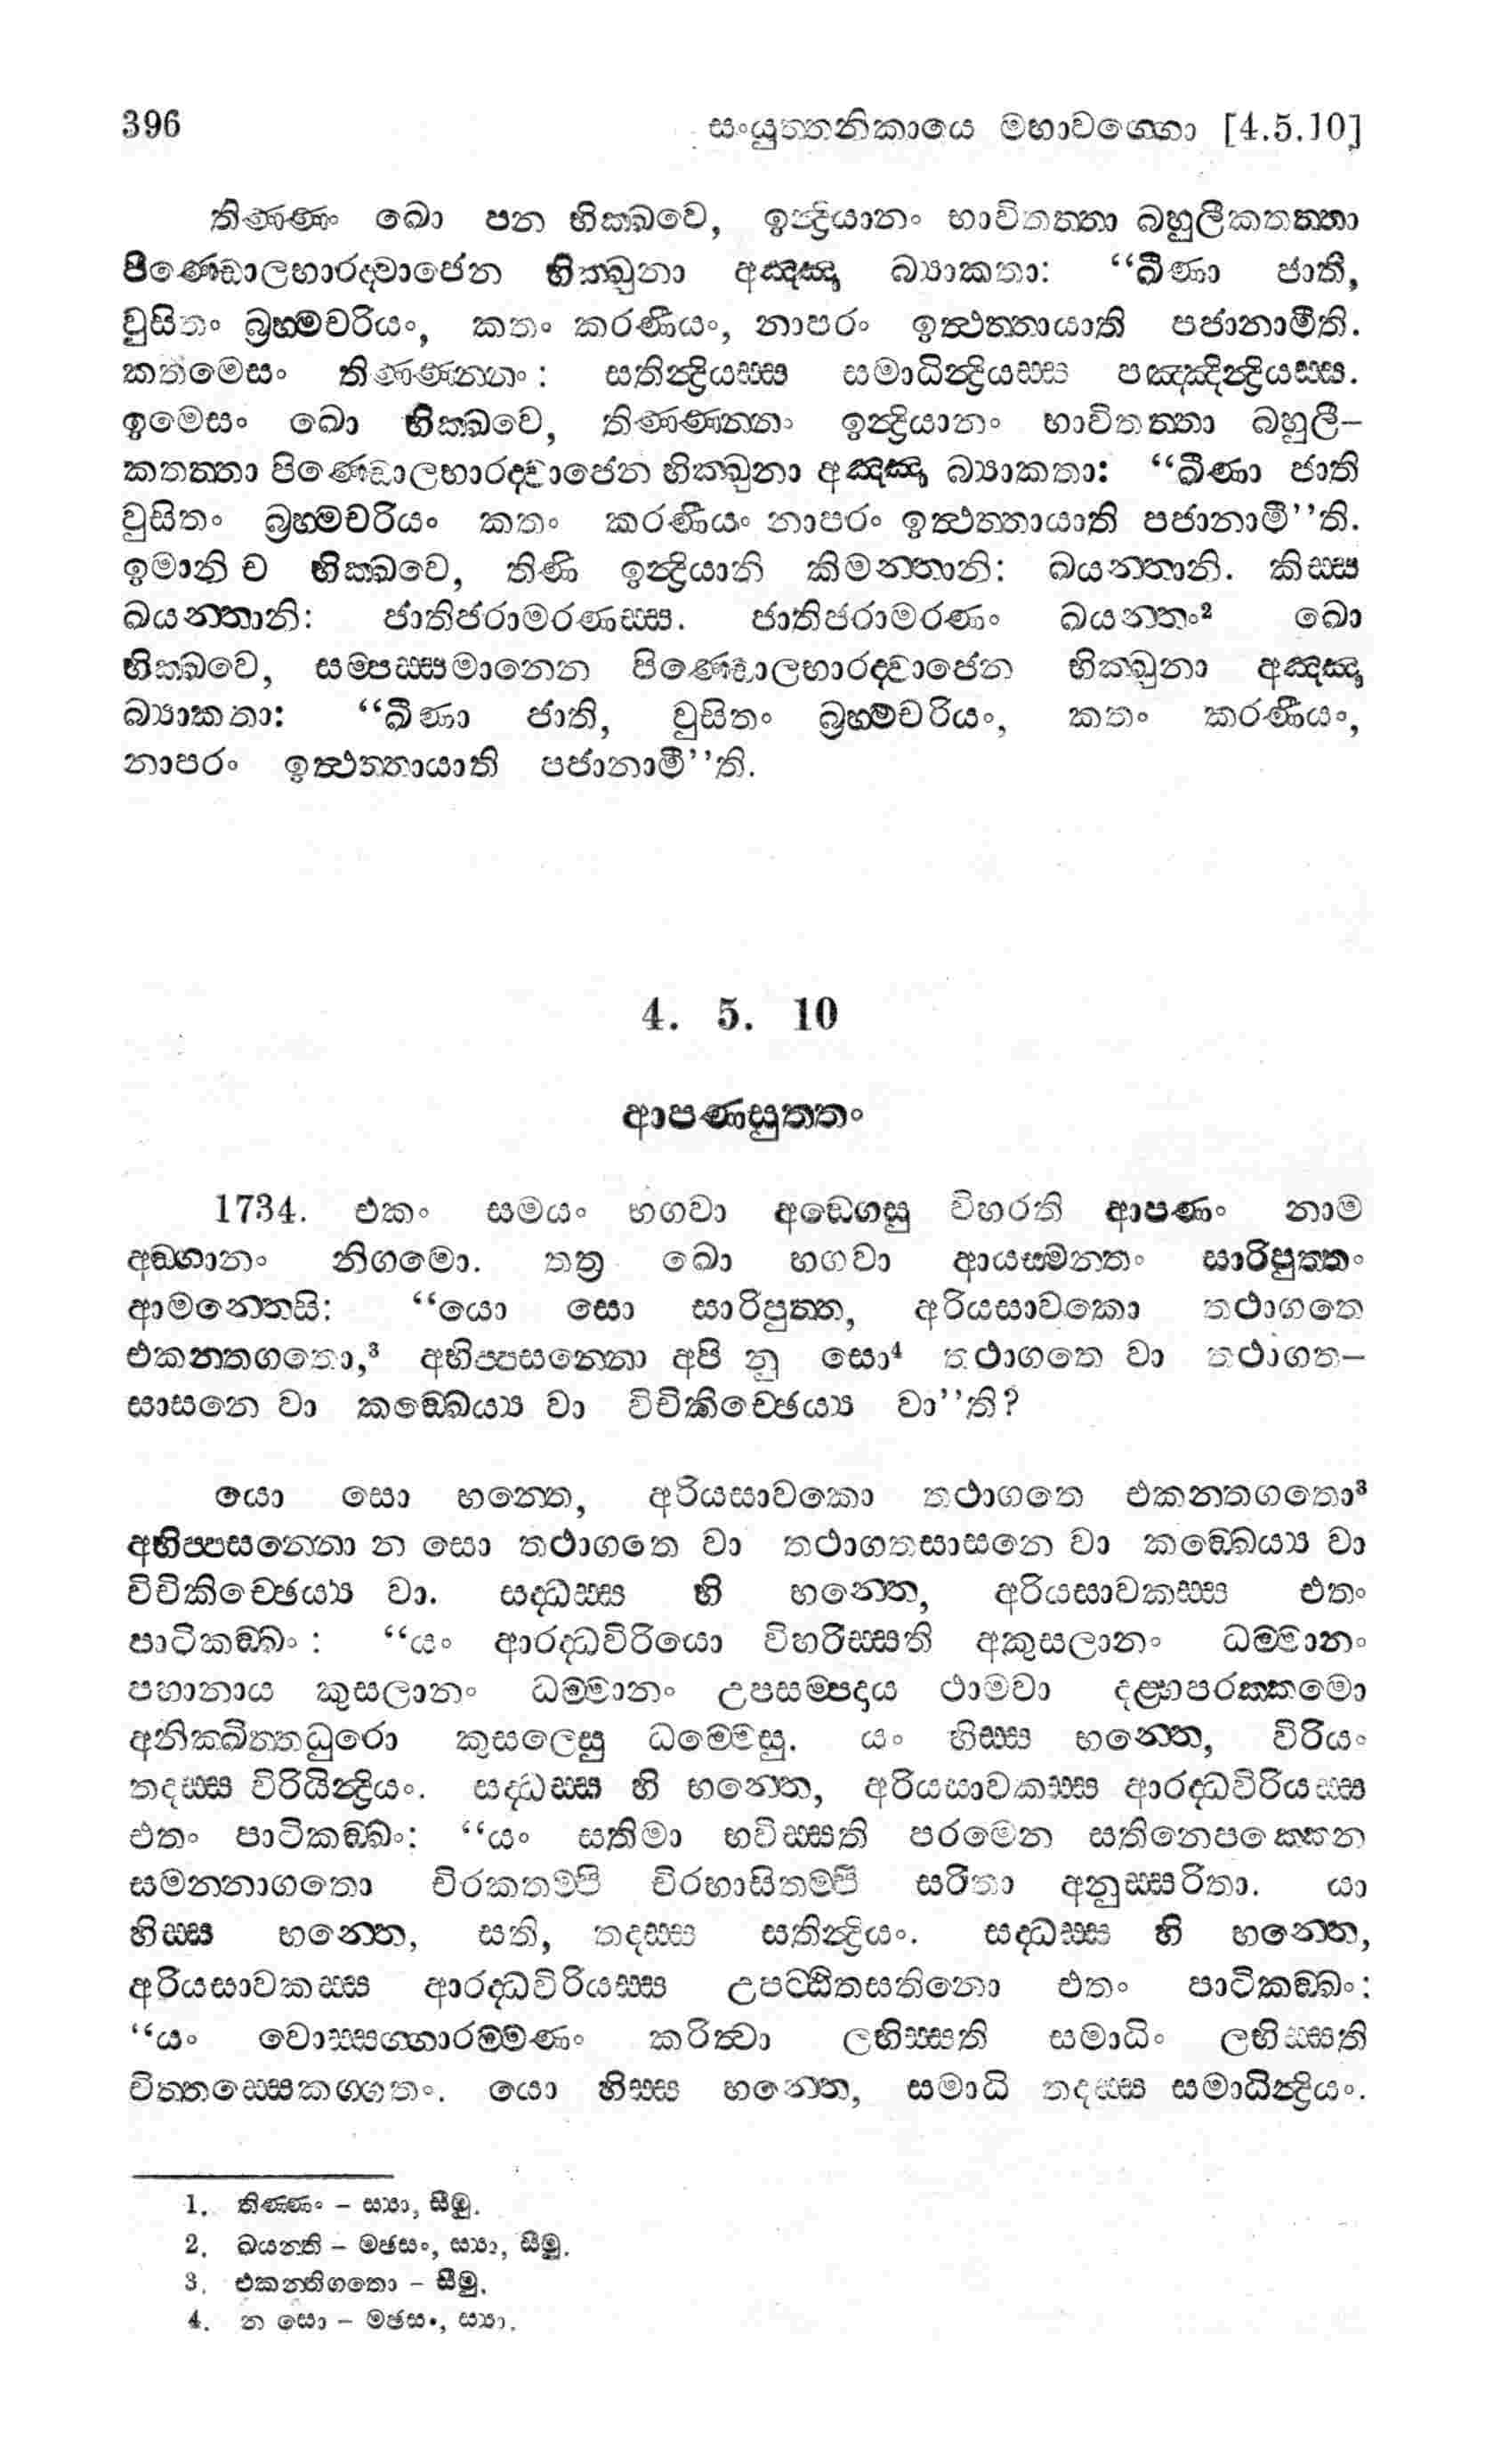 396 සංයුත්තනිකායෙ මහාවග්ගො [4.5.10]
තිණ්ණං ඛො පන භික්ඛවෙ, ඉන්ද්‍රියානං භාවිතත්තා බහුලීකතත්තා
පිණ්ඩොලභාරද්වාජෙන භික්ඛුනා අඤ්ඤා බ්‍යාකතා: “ඛීණා ජාති,
වුසිතං බ්‍රහ්මචරියං, කතං කරණීයං, නාපරං ඉත්ථත්තායාති පජානාමීති.
කතමෙසං තිණ්ණන්නං: සතින්ද්‍රියස්ස සමාධින්ද්‍රියස්ස පඤ්ඤින්ද්‍රියස්ස.
ඉමෙසං ඛො භික්ඛවෙ, තිණ්ණන්නං ඉන්ද්‍රියානං භාවිතත්තා බහුලී–
කතත්තා පිණ්ඩොලභාරද්වාජෙන භික්ඛුනා අඤ්ඤා බ්‍යාකතා: “ඛීණා ජාති
වුසිතං බ්‍රහ්මචරියං කතං කරණීයං නාපරං ඉත්ථත්තායාති පජානාමී’’ති.
ඉමානි ච භික්ඛවෙ, තිණි ඉන්ද්‍රියානි කිමන්තානි: ඛයන්තානි. කිස්ස
ඛයන්තානි: ජාතිජරාමරණස්ස. ජාතිජරාමරණං ඛයන්තං² ඛො
භික්ඛවෙ, සම්පස්සමානෙන පිණ්ඩොලභාරද්වාජෙන භික්ඛුනා අඤ්ඤා
බ්‍යාකතා: “ඛීණා ජාති, වුසිතං බ්‍රහ්මචරියං, කතං කරණීයං,
නාපරං ඉත්ථත්තායාති පජානාමී’’ති.
4. 5. 10
ආපණසුත්තං
1734. එකං සමයං භගවා අඞ්ගෙසු විහරති ආපණං නාම
අඞ්ගානං නිගමො. තත්‍ර ඛො භගවා ආයස්මන්තං සාරිපුත්තං
ආමන්තෙසි: “යො සො සාරිපුත්ත, අරියසාවකො තථාගතෙ
එකන්තගතො,³ අභිප්පසන්නො අපි නු සො⁴ තථාගතෙ වා තථාගත–
සාසනෙ වා කඞ්ඛෙය්‍ය වා විචිකිච්ඡෙය්‍ය වා’’ති?
යො සො භන්තෙ, අරියසාවකො තථාගතෙ එකන්තගතො³
අභිප්පසන්නො න සො තථාගතෙ වා තථාගතසාසනෙ වා කඞ්ඛෙය්‍ය වා
විචිකිච්ඡෙය්‍ය වා. සද්ධස්ස හි භන්තෙ, අරියසාවකස්ස එතං
පාටිකඞ්ඛං: “යං ආරද්ධවිරියො විහරිස්සති අකුසලානං ධම්මානං
පහානාය කුසලානං ධම්මානං උපසම්පදාය ථාමවා දළ්හපරක්කමො
අනික්ඛිත්තධුරො කුසලෙසු ධම්මෙසු. යං හිස්ස භන්තෙ, විරියං
තදස්ස විරියින්ද්‍රියං. සද්ධස්ස හි භන්තෙ, අරියසාවකස්ස ආරද්ධවිරියස්ස
එතං පාටිකඞ්ඛං: “යං සතිමා භවිස්සති පරමෙන සතිනෙපක්කෙන
සමන්නාගතො චිරකතම්පි චිරභාසිතම්පි සරිතා අනුස්සරිතා. යා
හිස්ස භන්තෙ, සති, තදස්ස සතින්ද්‍රියං. සද්ධස්ස හි භන්තෙ,
අරියසාවකස්ස ආරද්ධවිරියස්ස උපට්ඨිතසතිනො එතං පාටිකඞ්ඛං:
“යං වොස්සග්ගාරම්මණං කරිත්වා ලභිස්සති සමාධිං ලභිස්සති
චිත්තස්සෙකග්ගතං. යො හිස්ස භන්තෙ, සමාධි තදස්ස සමාධින්ද්‍රියං.
1. තිණ්ණං – ස්‍යා, සීමු.
2. ඛයන්ති – මඡසං, ස්‍යා, සීමු.
3. එකන්තිගතො – සීමු.
4. න සො – මඡසං, ස්‍යා.